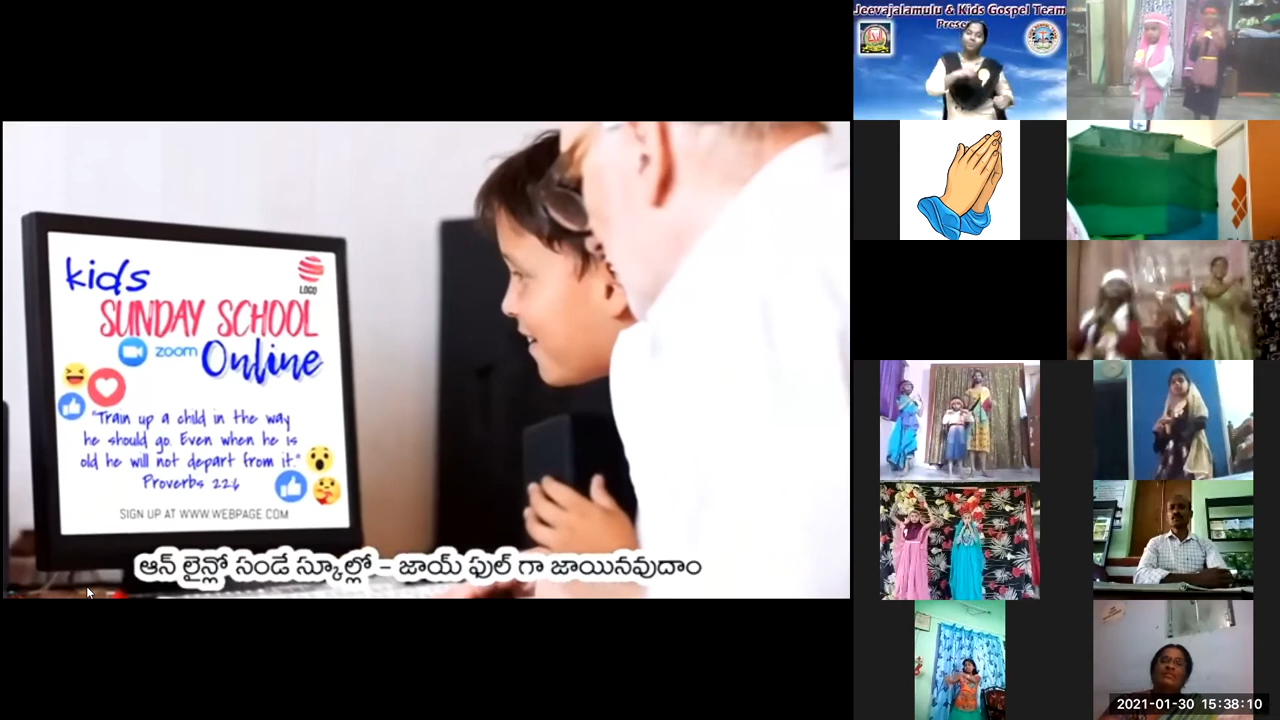 Jeevajalamulu & Kids Gospel Team
Presents
kids
LOGO
SUNDAY SCHOOL
zoom Online
"Train up a child in the way
he should go. Even when he is
old he will not depart from it."
Proverbs 22:6
SIGN UP AT WWW.WEBPAGE.COM
ఆన్ లైన్లో సండే స్కూల్లో - జాయ్ ఫుల్ గా జాయినవుదాం
2021-01-30 15:38:10